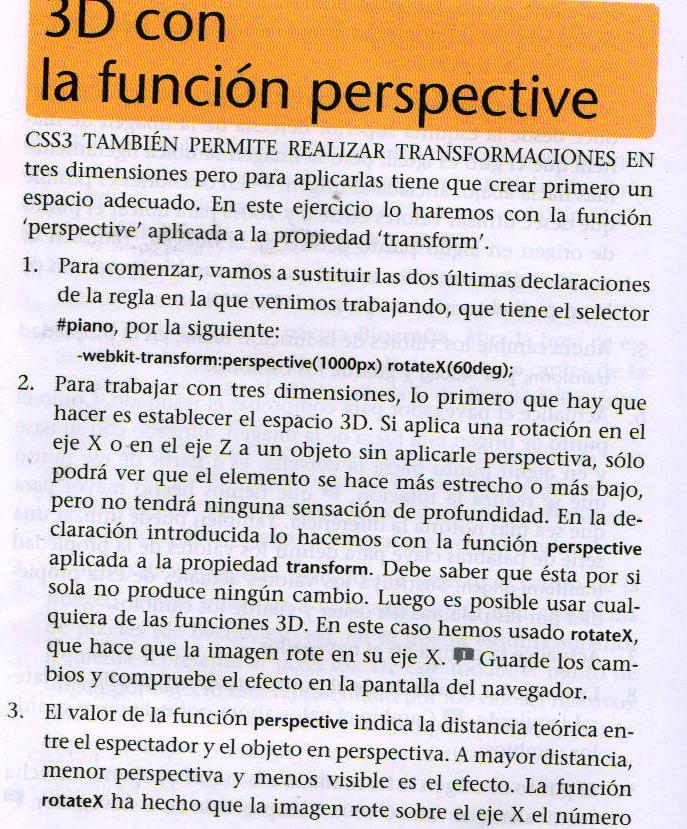 3D con
la función perspective
CSS3 TAMBIÉN PERMITE REALIZAR TRANSFORMACIONES EN
tres dimensiones pero para aplicarlas tiene que crear primero un
espacio adecuado. En este ejercicio lo haremos con la función
‘perspective’ aplicada a la propiedad ‘transform’.
1. Para comenzar, vamos a sustituir las dos últimas declaraciones
de la regla en la que venimos trabajando, que tiene el selector
#piano, por la siguiente:
-webkit-transform:perspective(1000px) rotateX(60deg);
2. Para trabajar con tres dimensiones, lo primero que hay que
hacer es establecer el espacio 3D. Si aplica una rotación en el
eje X o en el eje Z a un objeto sin aplicarle perspectiva, sólo
podrá ver que el elemento se hace más estrecho o más bajo,
pero no tendrá ninguna sensación de profundidad. En la de-
claración introducida lo hacemos con la función perspective
aplicada a la propiedad transform. Debe saber que ésta por si
sola no produce ningún cambio. Luego es posible usar cual-
quiera de las funciones 3D. En este caso hemos usado rotateX,
que hace que la imagen rote en su eje X. 1 Guarde los cam-
bios y compruebe el efecto en la pantalla del navegador.
3. El valor de la función perspective indica la distancia teórica en-
tre el espectador y el objeto en perspectiva. A mayor distancia,
menor perspectiva y menos visible es el efecto. La función
rotateX ha hecho que la imagen rote sobre el eje X el número